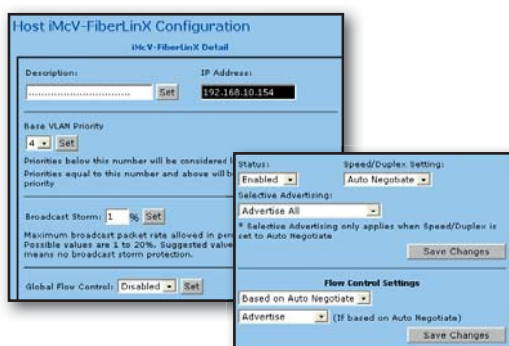 Host iMcV-FiberLinX Configuration
iMcV-FiberLinX Detail
Description:
IP Address:
...............................
Set
192.168.10.154
Base VLAN Priority
4
Set
Priorities below this number will be considered
Priorities equal to this number and above will b
priority
Broadcast Storm: 1 % Set
Maximum broadcast packet rate allowed in per
Possible values are 1 to 20%. Suggested value
means no broadcast storm protection.
Global Flow Control: Disabled Set
Status:
Speed/Duplex Setting:
Enabled
Auto Negotiate
Selective Advertising:
Advertise All
* Selective Advertising only applies when Speed/Duplex is
set to Auto Negotiate
Save Changes
Flow Control Settings
Based on Auto Negotiate
Advertise (If based on Auto Negotiate)
Save Changes